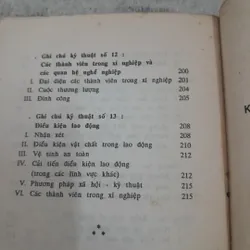 Ghi chú kỹ thuật số 12 :
Các thành viên trong xí nghiệp và
các quan hệ nghề nghiệp 200
I. Đại diện các thành viên trong xí nghiệp 203
II. Cuộc thương lượng 204
III. Đình công 205
Ghi chú kỹ thuật số 13 :
Điều kiện lao động 208
I. Nhận xét 208
II. Điều kiện vật chất trong lao động 210
III. Vệ sinh an toàn 212
IV. Cải tiến điều kiện lao động
(trong các lĩnh vực khác) 212
V. Phương pháp xã hội - kỹ thuật 215
VI. Các thành viên trong xí nghiệp 215
K